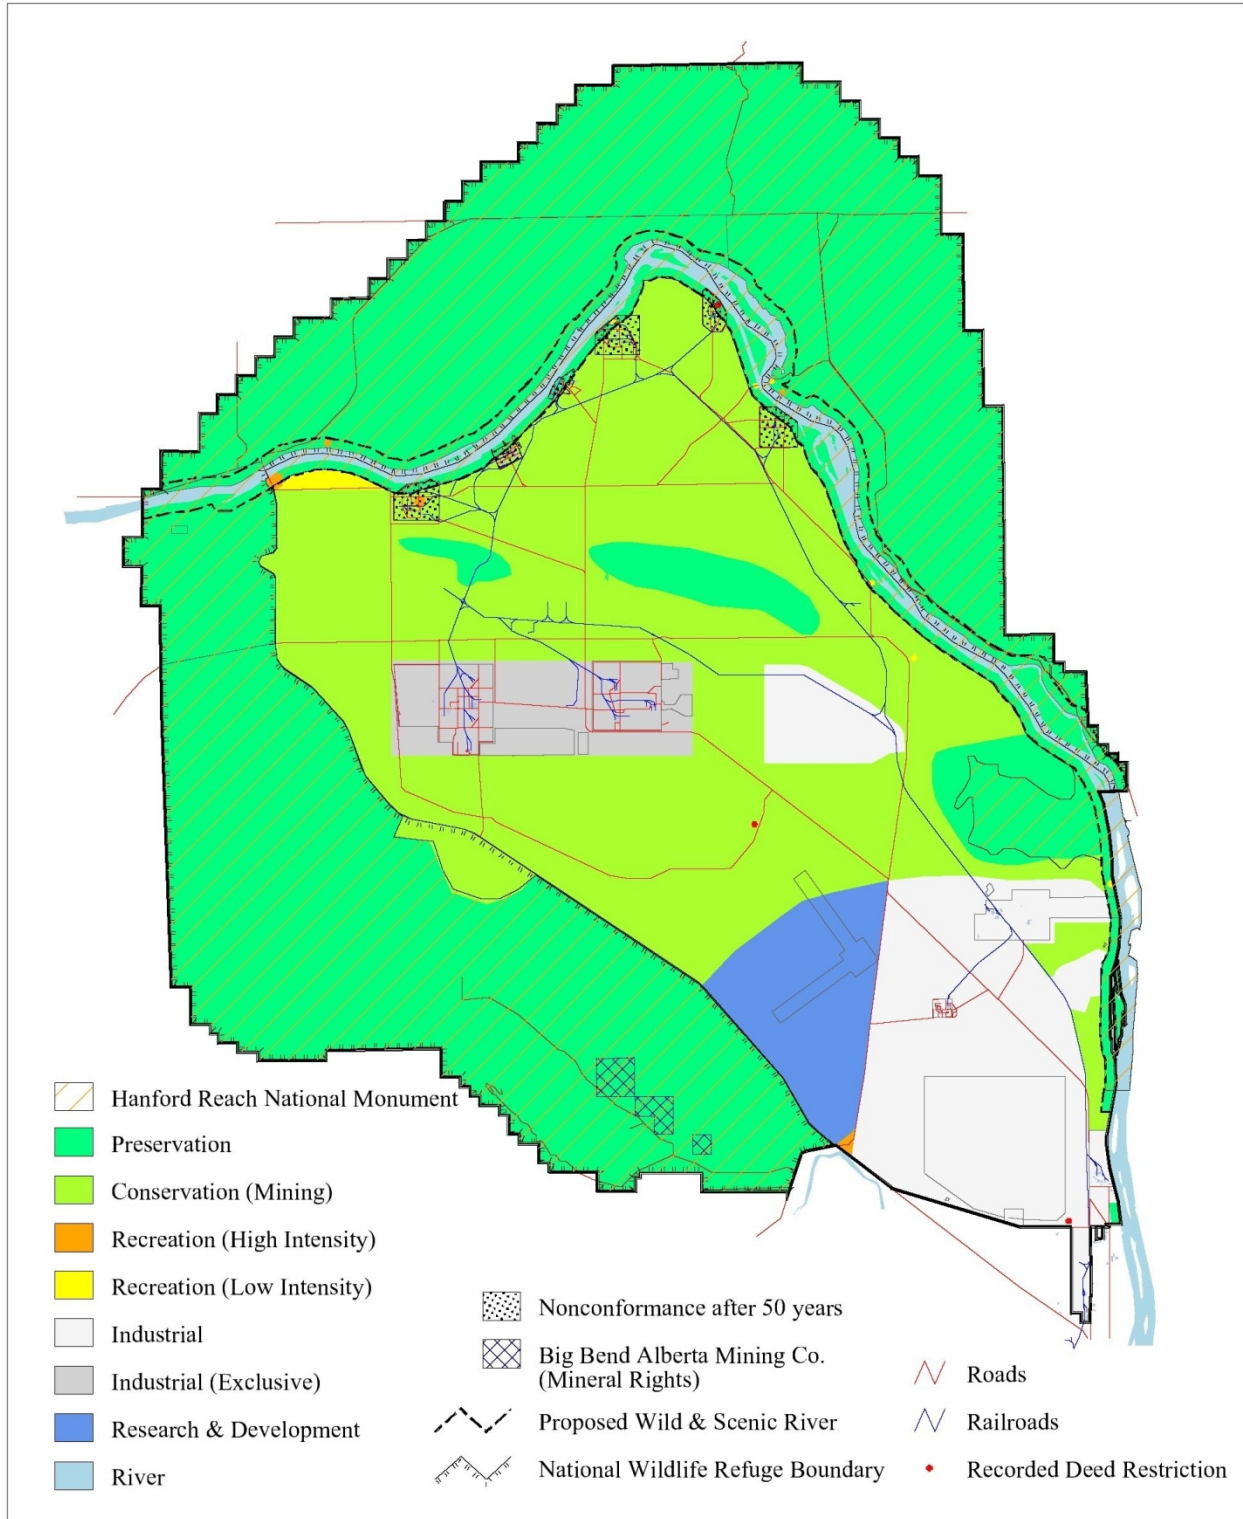 Hanford Reach National Monument
Preservation
Conservation (Mining)
Recreation (High Intensity)
Recreation (Low Intensity)
Industrial
Industrial (Exclusive)
Research & Development
River
Nonconformance after 50 years
Big Bend Alberta Mining Co.
(Mineral Rights)
Proposed Wild & Scenic River
National Wildlife Refuge Boundary
Roads
Railroads
Recorded Deed Restriction